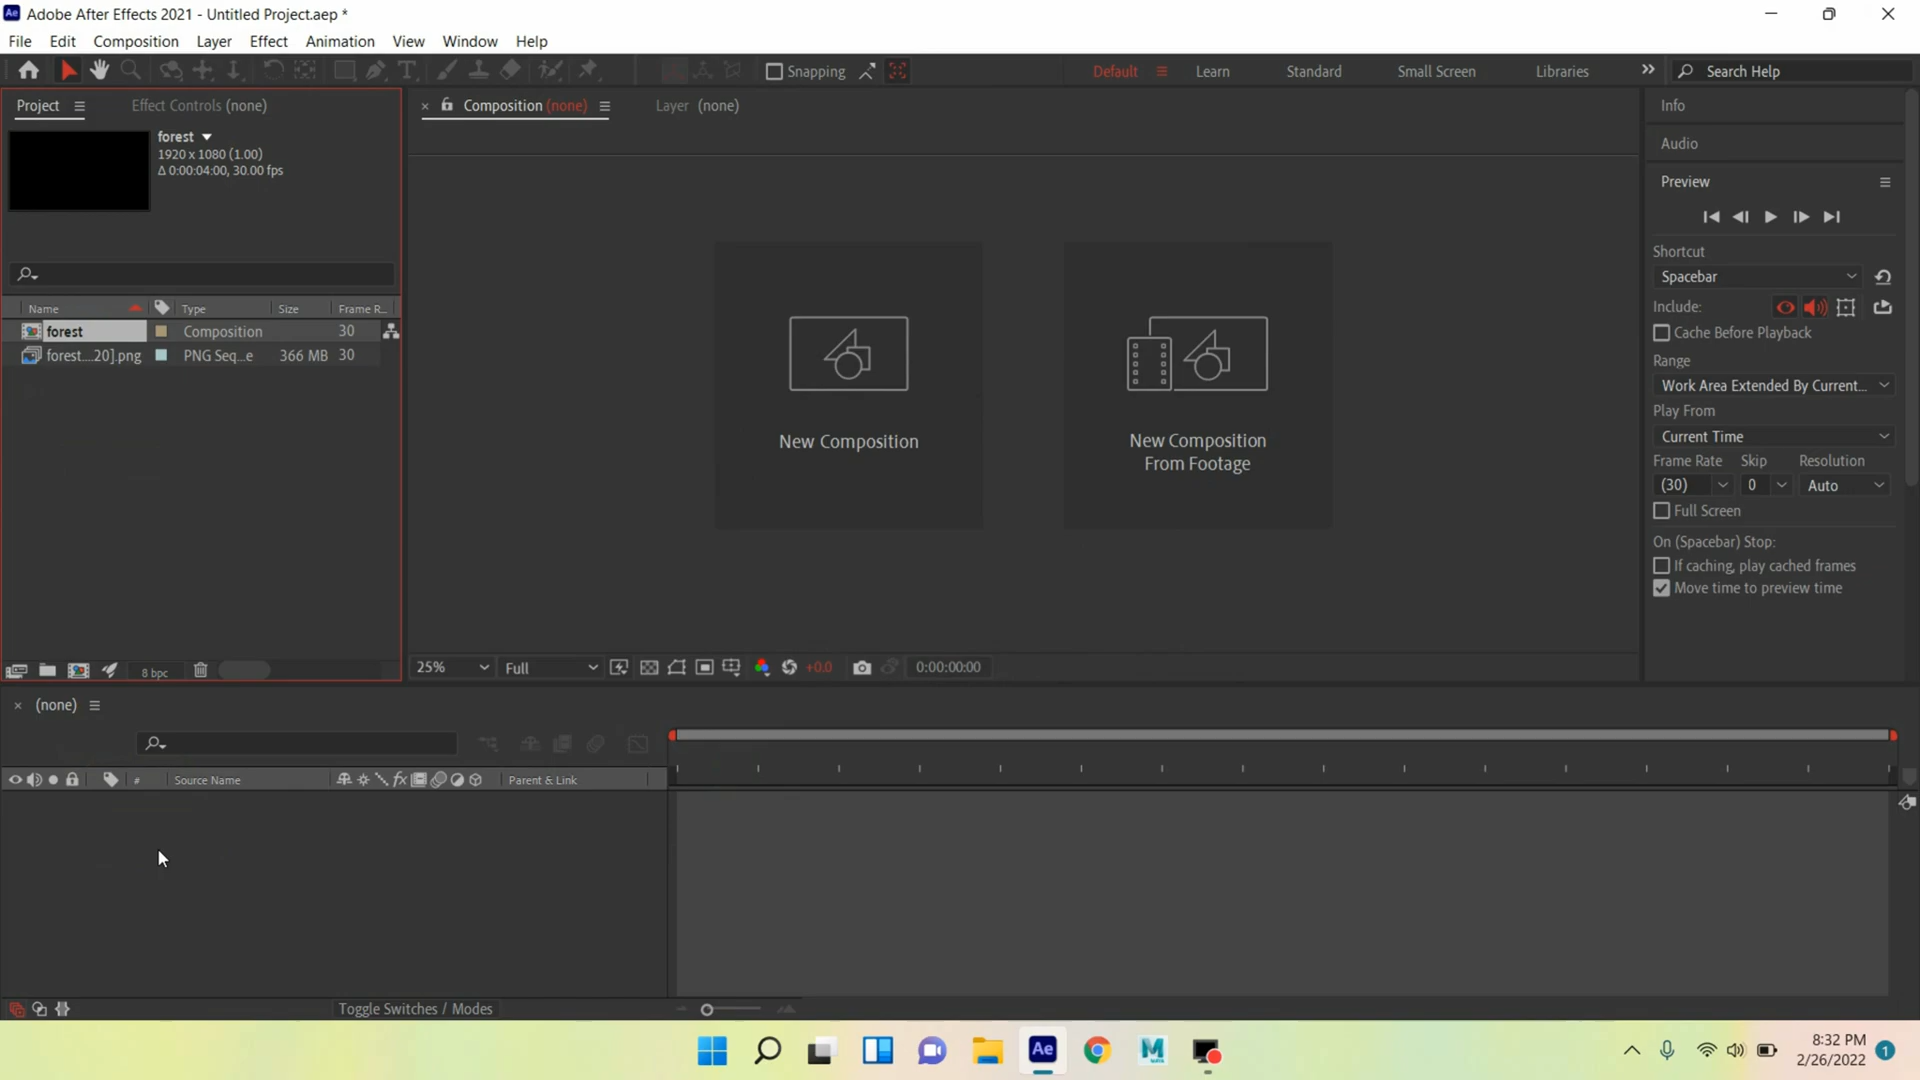 Ae Adobe After Effects 2021 - Untitled Project.aep *
File Edit Composition Layer Effect Animation View Window Help
Snapping Default Learn Standard Small Screen Libraries Search Help
Project Effect Controls (none)
× Composition (none) Layer (none)
forest
1920 x 1080 (1.00)
Δ 0:00:04:00, 30.00 fps
Name Type Size Frame R...
forest Composition 30
forest....20].png PNG Seq...e 366 MB 30
8 bpc
New Composition
New Composition
From Footage
25% Full +0.0 0:00:00:00
Info
Audio
Preview
Shortcut
Spacebar
Include:
Cache Before Playback
Range
Work Area Extended By Current...
Play From
Current Time
Frame Rate Skip Resolution
(30) 0 Auto
Full Screen
On (Spacebar) Stop:
If caching, play cached frames
Move time to preview time
× (none)
# Source Name fx Parent & Link
Toggle Switches / Modes
Ae M
8:32 PM
2/26/2022 1